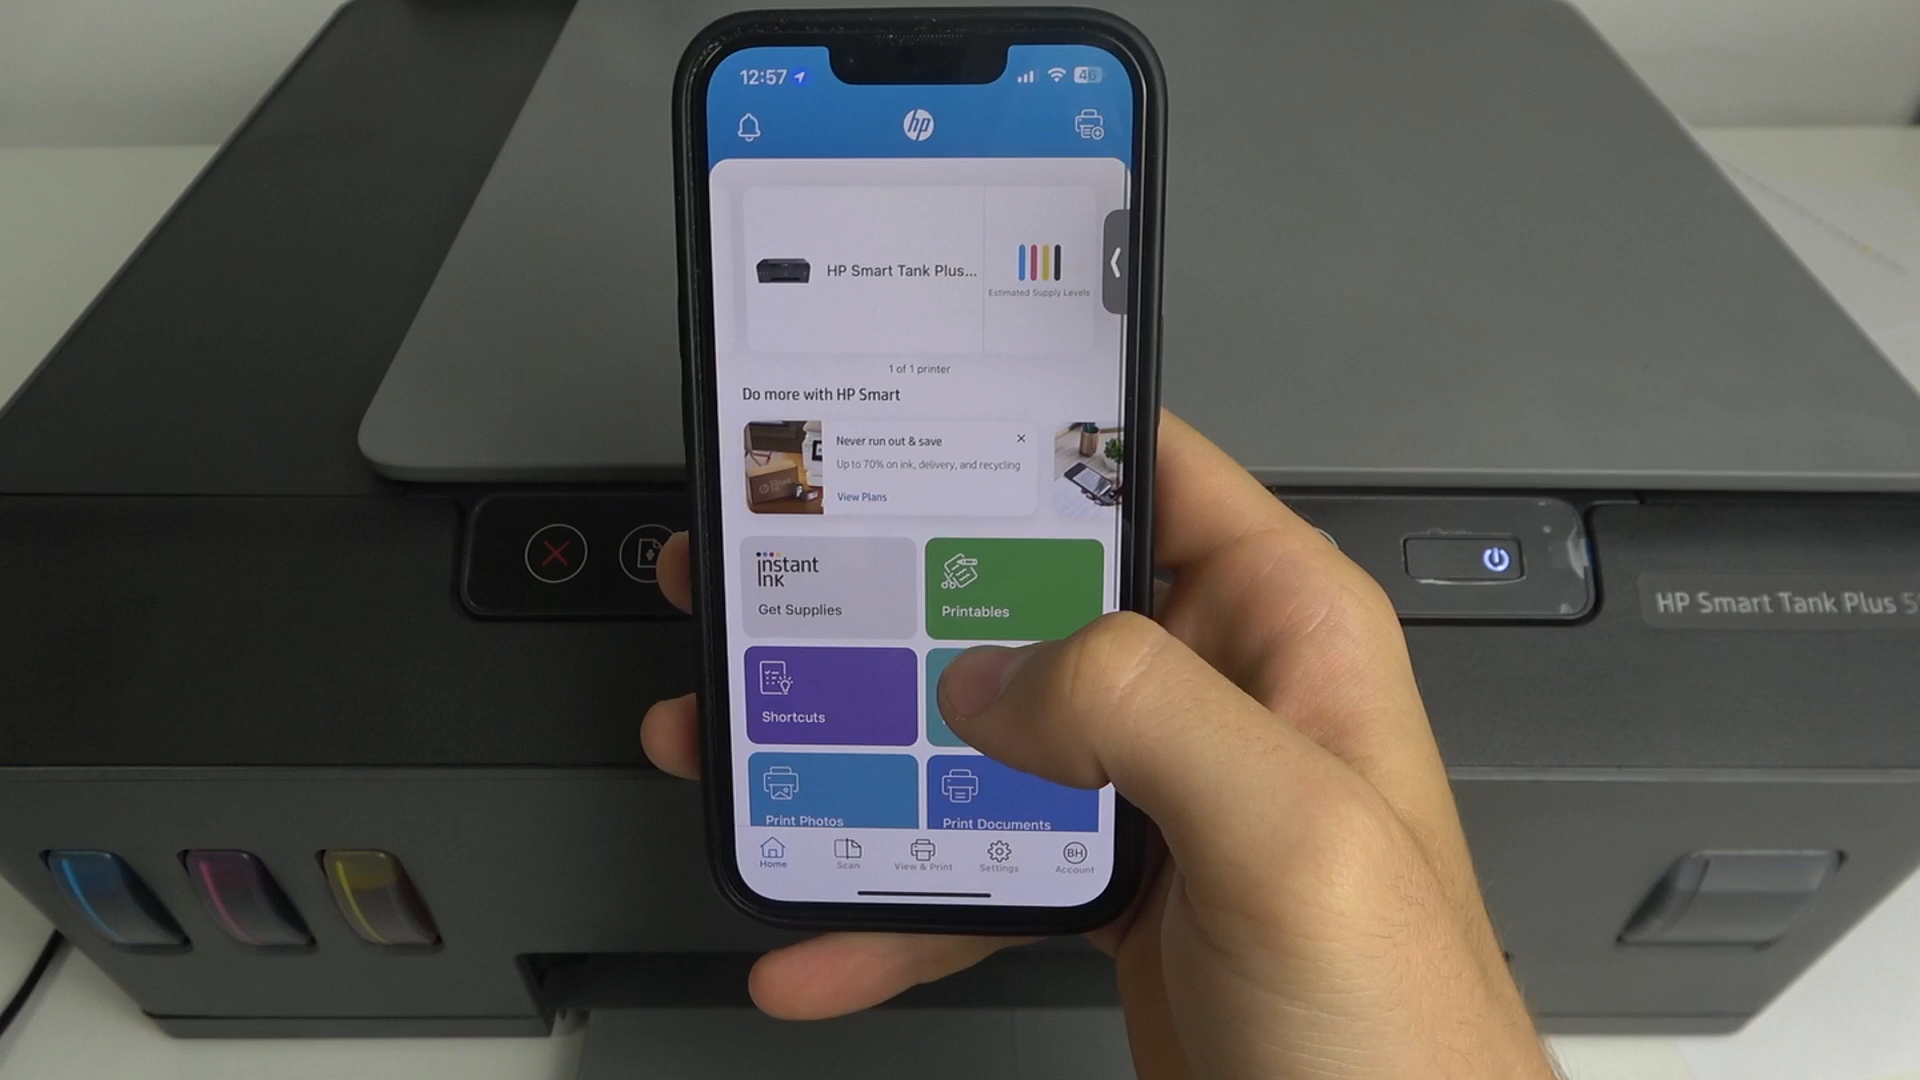 12:57
46
hp
HP Smart Tank Plus...
Estimated Supply Levels
1 of 1 printer
Do more with HP Smart
Never run out & save
Up to 70% on ink, delivery, and recycling
View Plans
instant
ink
Get Supplies
Printables
Shortcuts
Print Photos
Print Documents
Home
Scan
View & Print
Settings
BH
Account
HP Smart Tank Plus 5